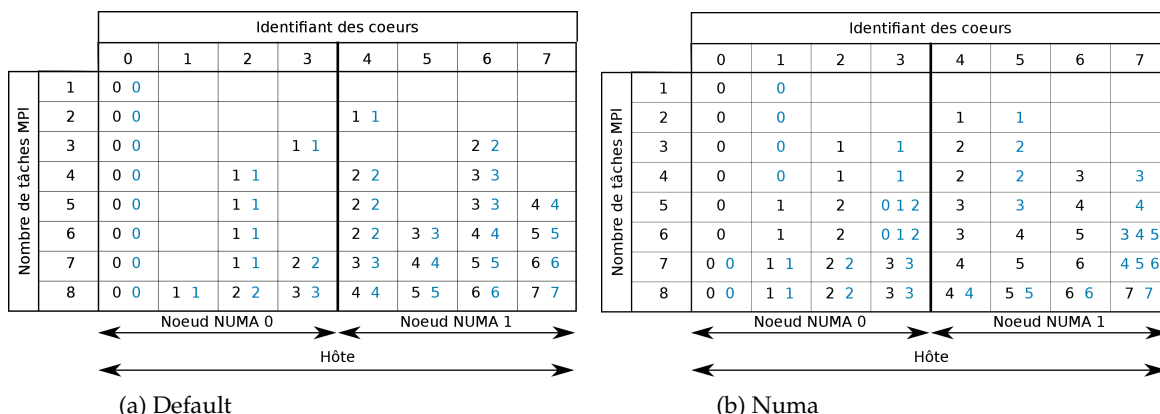 Identifiant des coeurs
0 1 2 3 4 5 6 7
Nombre de tâches MPI
1 0 0
2 0 0 1 1
3 0 0 1 1 2 2
4 0 0 1 1 2 2 3 3
5 0 0 1 1 2 2 3 3 4 4
6 0 0 1 1 2 2 3 3 4 4 5 5
7 0 0 1 1 2 2 3 3 4 4 5 5 6 6
8 0 0 1 1 2 2 3 3 4 4 5 5 6 6 7 7
Noeud NUMA 0 Noeud NUMA 1
Hôte
(a) Default
Identifiant des coeurs
0 1 2 3 4 5 6 7
Nombre de tâches MPI
1 0 0
2 0 0 1 1
3 0 0 1 1 2 2
4 0 0 1 1 2 2 3 3
5 0 1 2 0 1 2 3 3 4 4
6 0 1 2 0 1 2 3 4 5 3 4 5
7 0 0 1 1 2 2 3 3 4 5 6 4 5 6
8 0 0 1 1 2 2 3 3 4 4 5 5 6 6 7 7
Noeud NUMA 0 Noeud NUMA 1
Hôte
(b) Numa